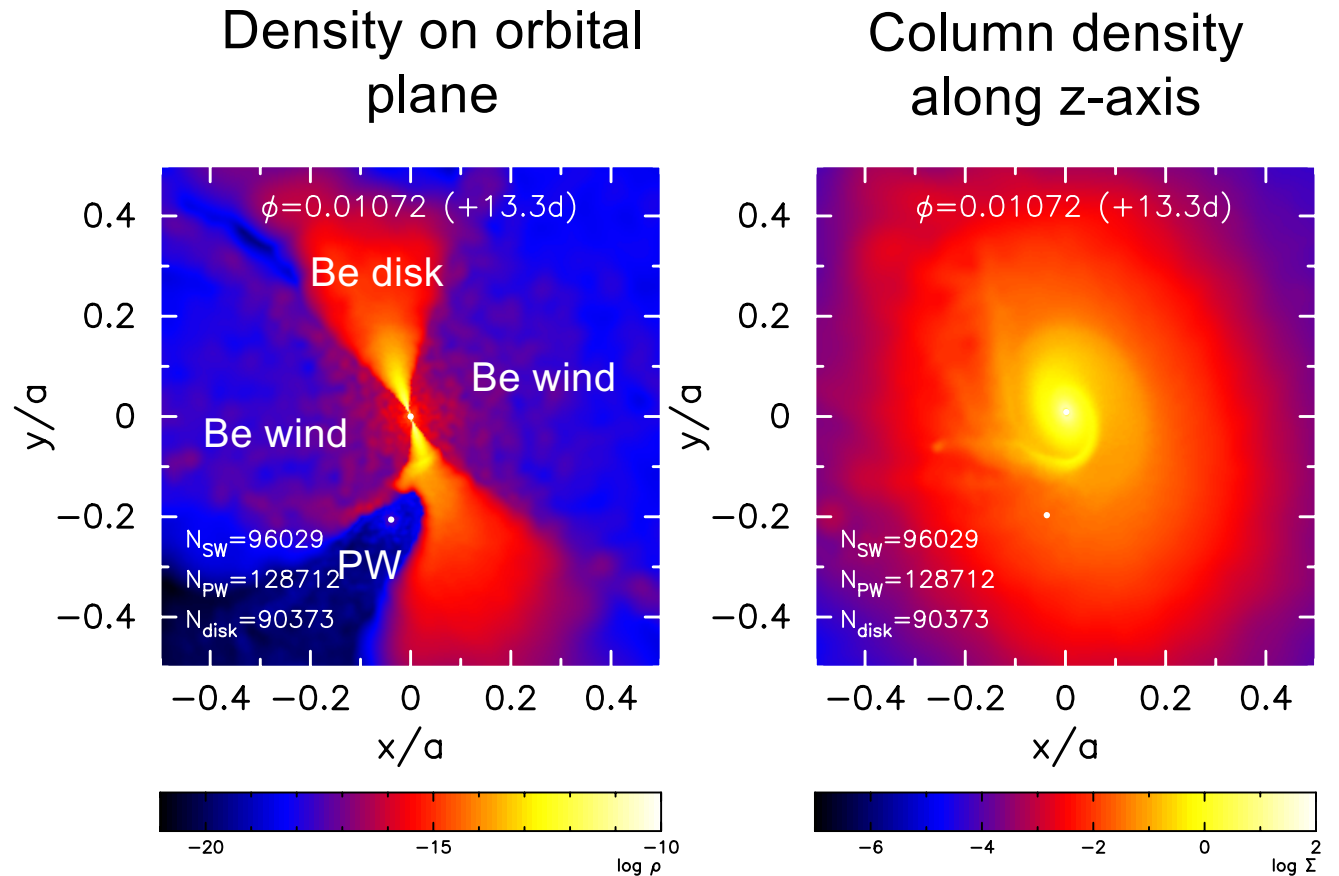 Density on orbital
plane
φ=0.01072 (+13.3d)
Be disk
Be wind
Be wind
PW
N_SW=96029
N_PW=128712
N_disk=90373
0.4
0.2
0
−0.2
−0.4
y/a
−0.4 −0.2 0 0.2 0.4
x/a
−20 −15 −10
log ρ
Column density
along z-axis
φ=0.01072 (+13.3d)
N_SW=96029
N_PW=128712
N_disk=90373
0.4
0.2
0
−0.2
−0.4
y/a
−0.4 −0.2 0 0.2 0.4
x/a
−6 −4 −2 0 2
log Σ